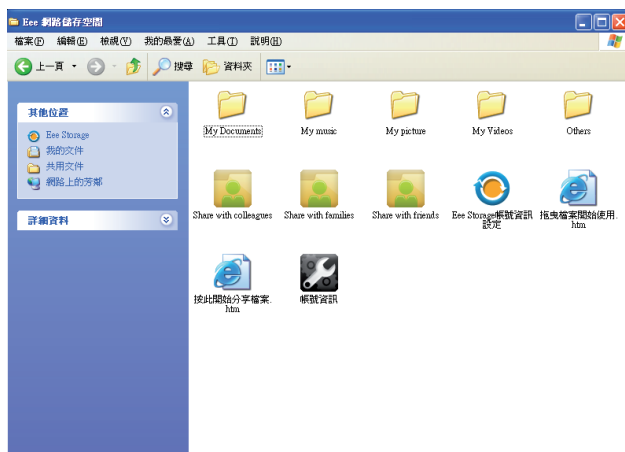 Eee 網路儲存空間
檔案(F) 編輯(E) 檢視(V) 我的最愛(A) 工具(T) 說明(H)
上一頁 搜尋 資料夾
其他位置
Eee Storage
我的文件
共用文件
網路上的芳鄰
詳細資料
My Documents
My music
My picture
My Videos
Others
Share with colleagues
Share with families
Share with friends
Eee Storage帳號資訊
設定
拖曳檔案開始使用.
htm
按此開始分享檔案.
htm
帳號資訊